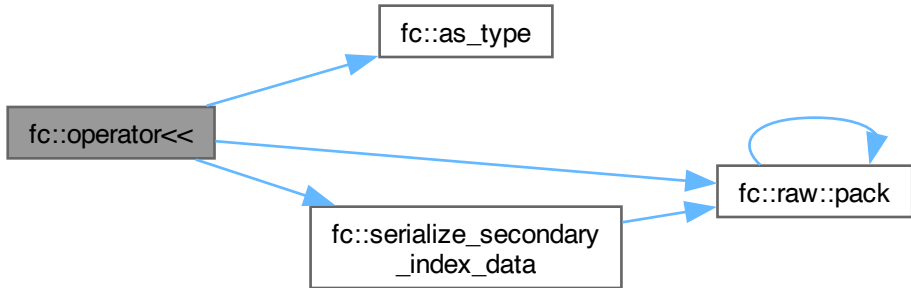 fc::as_type
fc::operator<<
fc::raw::pack
fc::serialize_secondary
_index_data